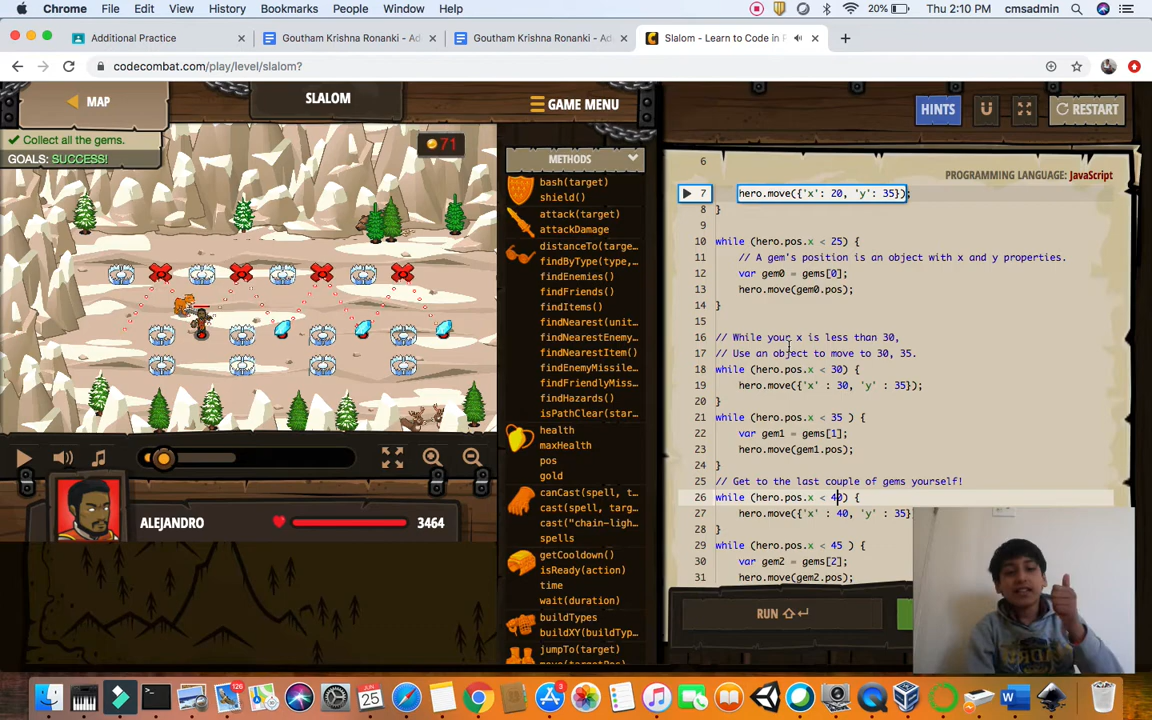 Chrome File Edit View History Bookmarks People Window Help 20% Thu 2:10 PM cmsadmin
Additional Practice Goutham Krishna Ronanki - Ad Goutham Krishna Ronanki - Ad Slalom - Learn to Code in P
codecombat.com/play/level/slalom?
MAP
SLALOM
GAME MENU
HINTS
RESTART
Collect all the gems.
GOALS: SUCCESS!
71
METHODS
bash(target)
shield()
attack(target)
attackDamage
distanceTo(targe…
findByType(type,…
findEnemies()
findFriends()
findItems()
findNearest(unit…
findNearestEnemy…
findNearestItem()
findEnemyMissile…
findFriendlyMiss…
findHazards()
isPathClear(star…
health
maxHealth
pos
gold
canCast(spell, t…
cast(spell, targ…
cast("chain-ligh…
spells
getCooldown()
isReady(action)
time
wait(duration)
buildTypes
buildXY(buildTyp…
jumpTo(target)
PROGRAMMING LANGUAGE: JavaScript
6
7 hero.move({'x': 20, 'y': 35});
8 }
9
10 while (hero.pos.x < 25) {
11 // A gem's position is an object with x and y properties.
12 var gem0 = gems[0];
13 hero.move(gem0.pos);
14 }
15
16 // While your x is less than 30,
17 // Use an object to move to 30, 35.
18 while (hero.pos.x < 30) {
19 hero.move({'x' : 30, 'y' : 35});
20 }
21 while (hero.pos.x < 35 ) {
22 var gem1 = gems[1];
23 hero.move(gem1.pos);
24 }
25 // Get to the last couple of gems yourself!
26 while (hero.pos.x < 40) {
27 hero.move({'x' : 40, 'y' : 35}
28 }
29 while (hero.pos.x < 45 ) {
30 var gem2 = gems[2];
31 hero.move(gem2.pos);
RUN
ALEJANDRO 3464
126
JUN
25
3